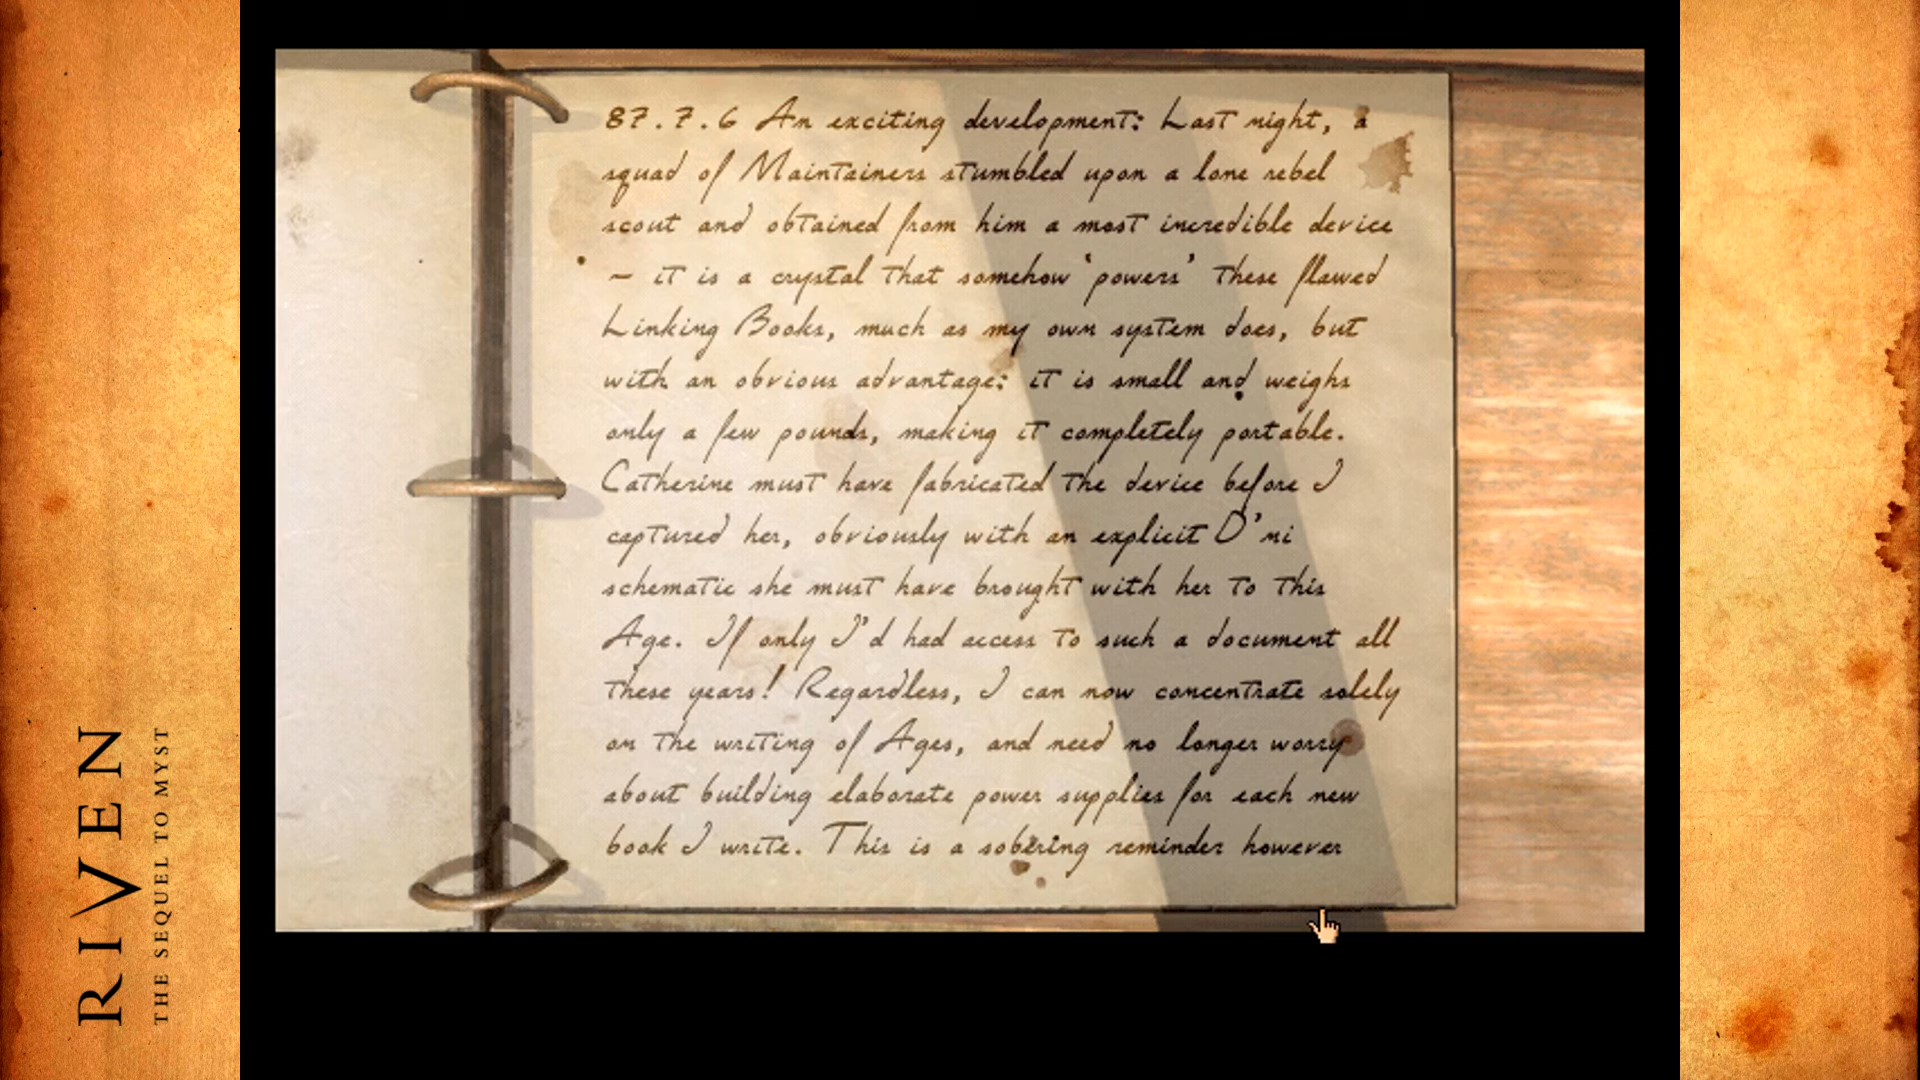 87.7.6 An exciting development: Last night, a
squad of Maintainers stumbled upon a lone rebel
scout and obtained from him a most incredible device
– it is a crystal that somehow 'powers' these flawed
Linking Books, much as my own system does, but
with an obvious advantage: it is small and weighs
only a few pounds, making it completely portable.
Catherine must have fabricated the device before I
captured her, obviously with an explicit D'ni
schematic she must have brought with her to this
Age. If only I'd had access to such a document all
these years! Regardless, I can now concentrate solely
on the writing of Ages, and need no longer worry
about building elaborate power supplies for each new
book I write. This is a sobering reminder however
RIVEN
THE SEQUEL TO MYST